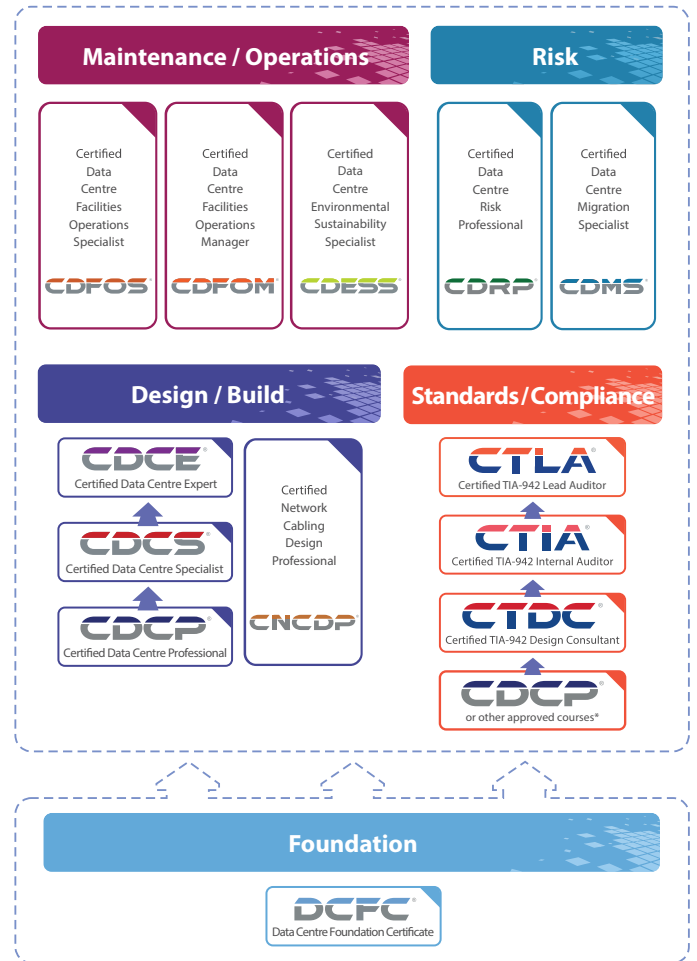 Maintenance / Operations
Risk
Certified
Data
Centre
Facilities
Operations
Specialist
CDFOS®
Certified
Data
Centre
Facilities
Operations
Manager
CDFOM®
Certified
Data
Centre
Environmental
Sustainability
Specialist
CDESS®
Certified
Data
Centre
Risk
Professional
CDRP®
Certified
Data
Centre
Migration
Specialist
CDMS®
Design / Build
CDCE®
Certified Data Centre Expert
CDCS®
Certified Data Centre Specialist
CDCP®
Certified Data Centre Professional
Certified
Network
Cabling
Design
Professional
CNCDP®
Standards/Compliance
CTLA®
Certified TIA-942 Lead Auditor
CTIA®
Certified TIA-942 Internal Auditor
CTDC®
Certified TIA-942 Design Consultant
CDCP®
or other approved courses*
Foundation
DCFC®
Data Centre Foundation Certificate